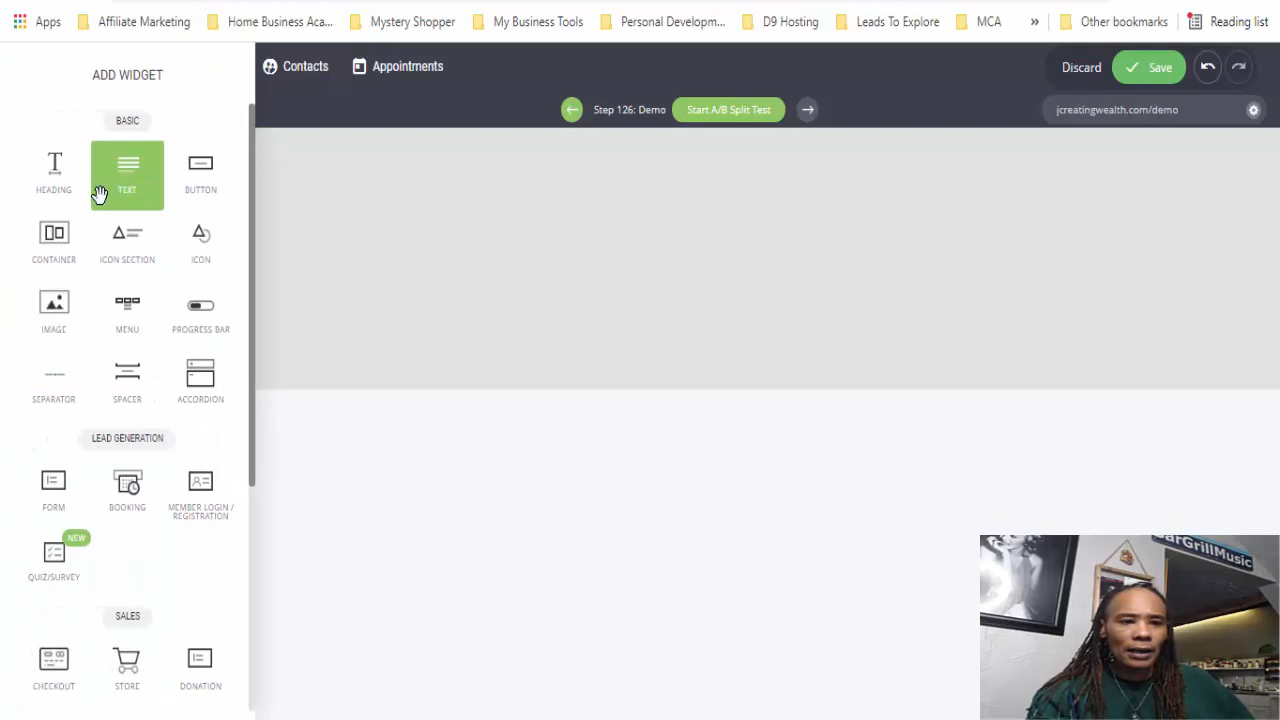 Apps Affiliate Marketing Home Business Aca... Mystery Shopper My Business Tools Personal Developm... D9 Hosting Leads To Explore MCA » Other bookmarks Reading list
ADD WIDGET
Contacts Appointments Discard Save
Step 126: Demo Start A/B Split Test jcreatingwealth.com/demo
BASIC
HEADING TEXT BUTTON
CONTAINER ICON SECTION ICON
IMAGE MENU PROGRESS BAR
SEPARATOR SPACER ACCORDION
LEAD GENERATION
FORM BOOKING MEMBER LOGIN /
REGISTRATION
NEW
QUIZ/SURVEY
SALES
CHECKOUT STORE DONATION
BarGrillMusic